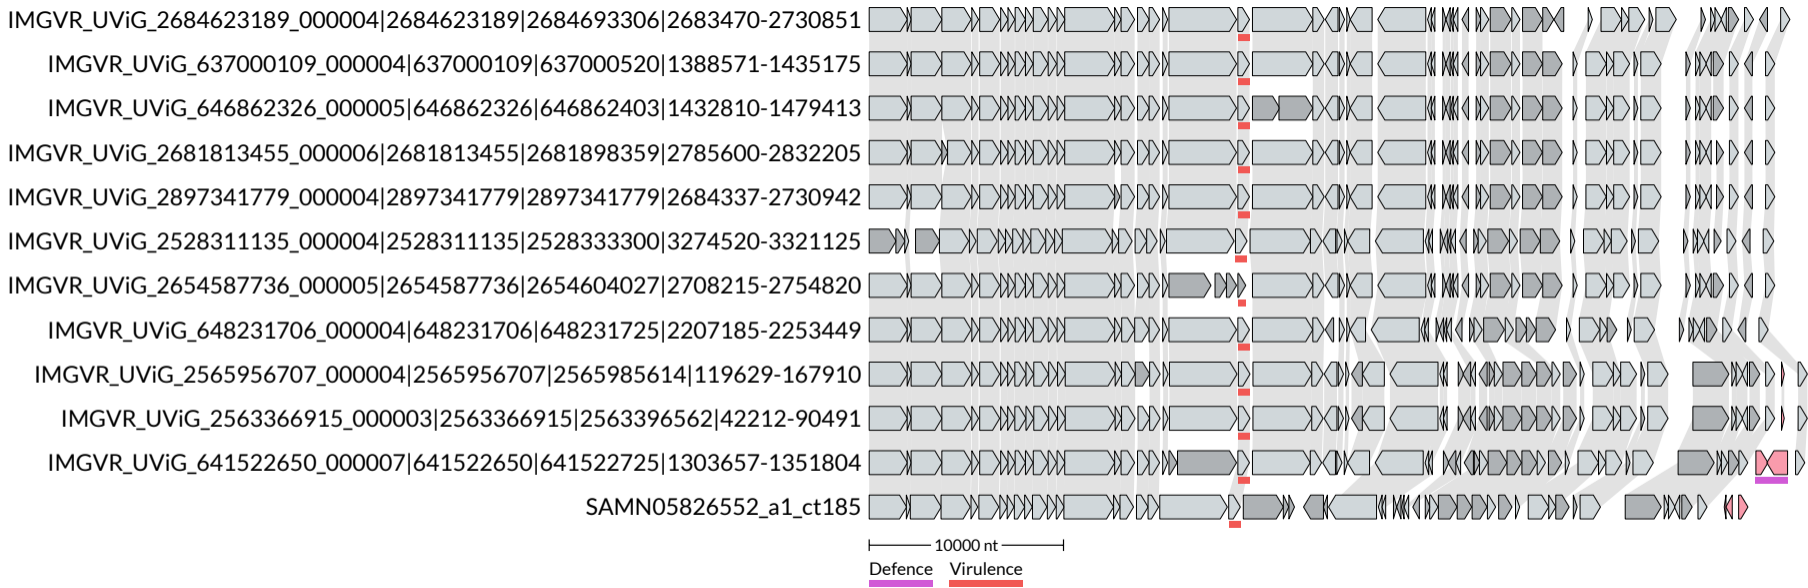 IMGVR_UViG_2684623189_000004|2684623189|2684693306|2683470-2730851
IMGVR_UViG_637000109_000004|637000109|637000520|1388571-1435175
IMGVR_UViG_646862326_000005|646862326|646862403|1432810-1479413
IMGVR_UViG_2681813455_000006|2681813455|2681898359|2785600-2832205
IMGVR_UViG_2897341779_000004|2897341779|2897341779|2684337-2730942
IMGVR_UViG_2528311135_000004|2528311135|2528333300|3274520-3321125
IMGVR_UViG_2654587736_000005|2654587736|2654604027|2708215-2754820
IMGVR_UViG_648231706_000004|648231706|648231725|2207185-2253449
IMGVR_UViG_2565956707_000004|2565956707|2565985614|119629-167910
IMGVR_UViG_2563366915_000003|2563366915|2563396562|42212-90491
IMGVR_UViG_641522650_000007|641522650|641522725|1303657-1351804
SAMN05826552_a1_ct185
10000 nt
Defence Virulence